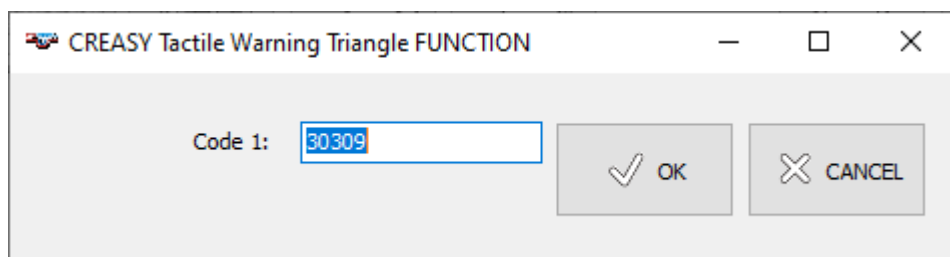 CREASY Tactile Warning Triangle FUNCTION
Code 1: 30309
OK
CANCEL